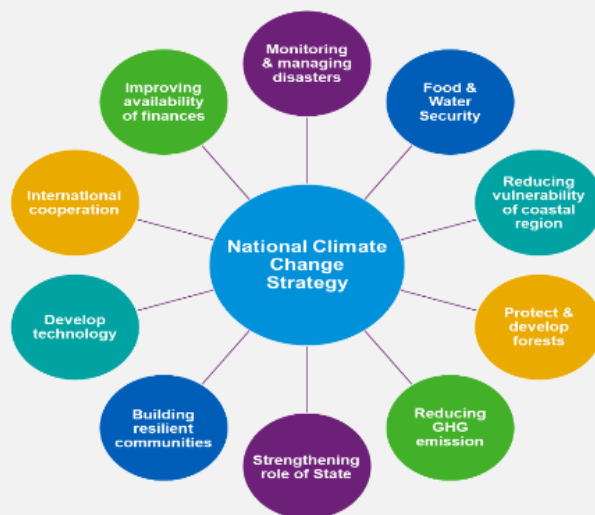 Monitoring
& managing
disasters
Food &
Water
Security
Reducing
vulnerability
of coastal
region
Protect &
develop
forests
Reducing
GHG
emission
Strengthening
role of State
Building
resilient
communities
Develop
technology
International
cooperation
Improving
availability
of finances
National Climate
Change
Strategy